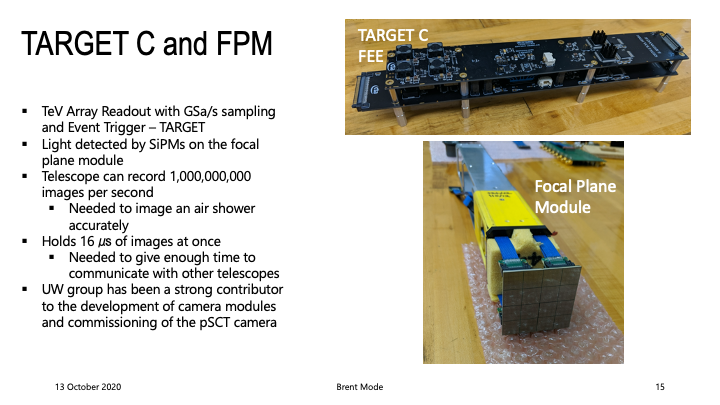 TARGET C and FPM
▪ TeV Array Readout with GSa/s sampling
and Event Trigger – TARGET
▪ Light detected by SiPMs on the focal
plane module
▪ Telescope can record 1,000,000,000
images per second
▪ Needed to image an air shower
accurately
▪ Holds 16 𝜇s of images at once
▪ Needed to give enough time to
communicate with other telescopes
▪ UW group has been a strong contributor
to the development of camera modules
and commissioning of the pSCT camera
TARGET C
FEE
Focal Plane
Module
13 October 2020
Brent Mode
15